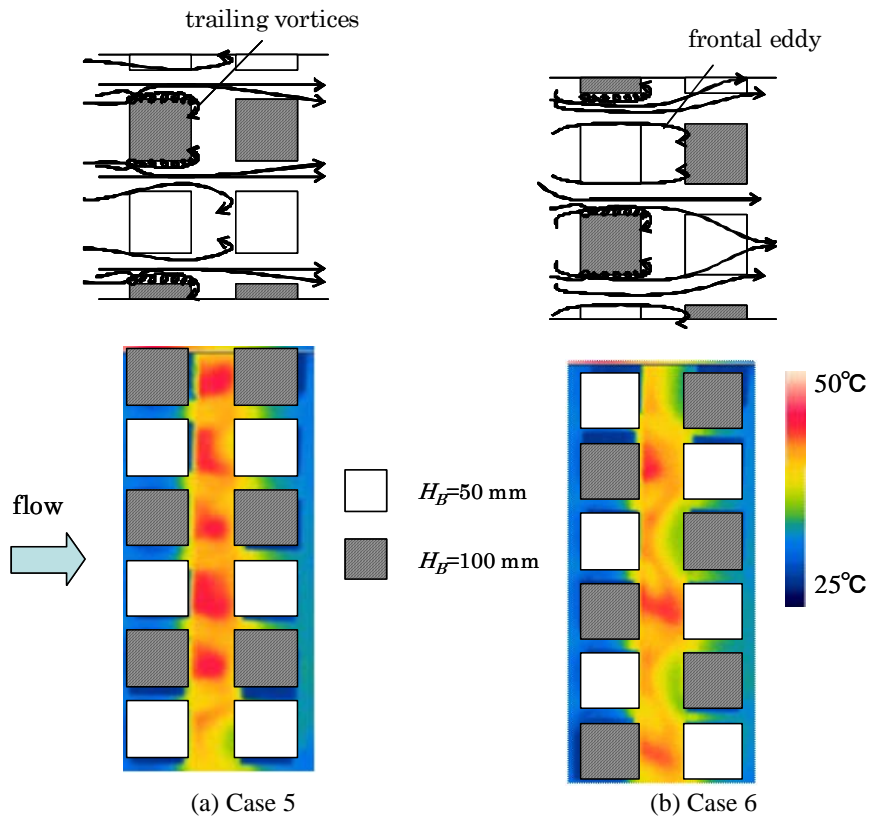 trailing vortices
frontal eddy
flow
H_B=50 mm
H_B=100 mm
50℃
25℃
(a) Case 5
(b) Case 6